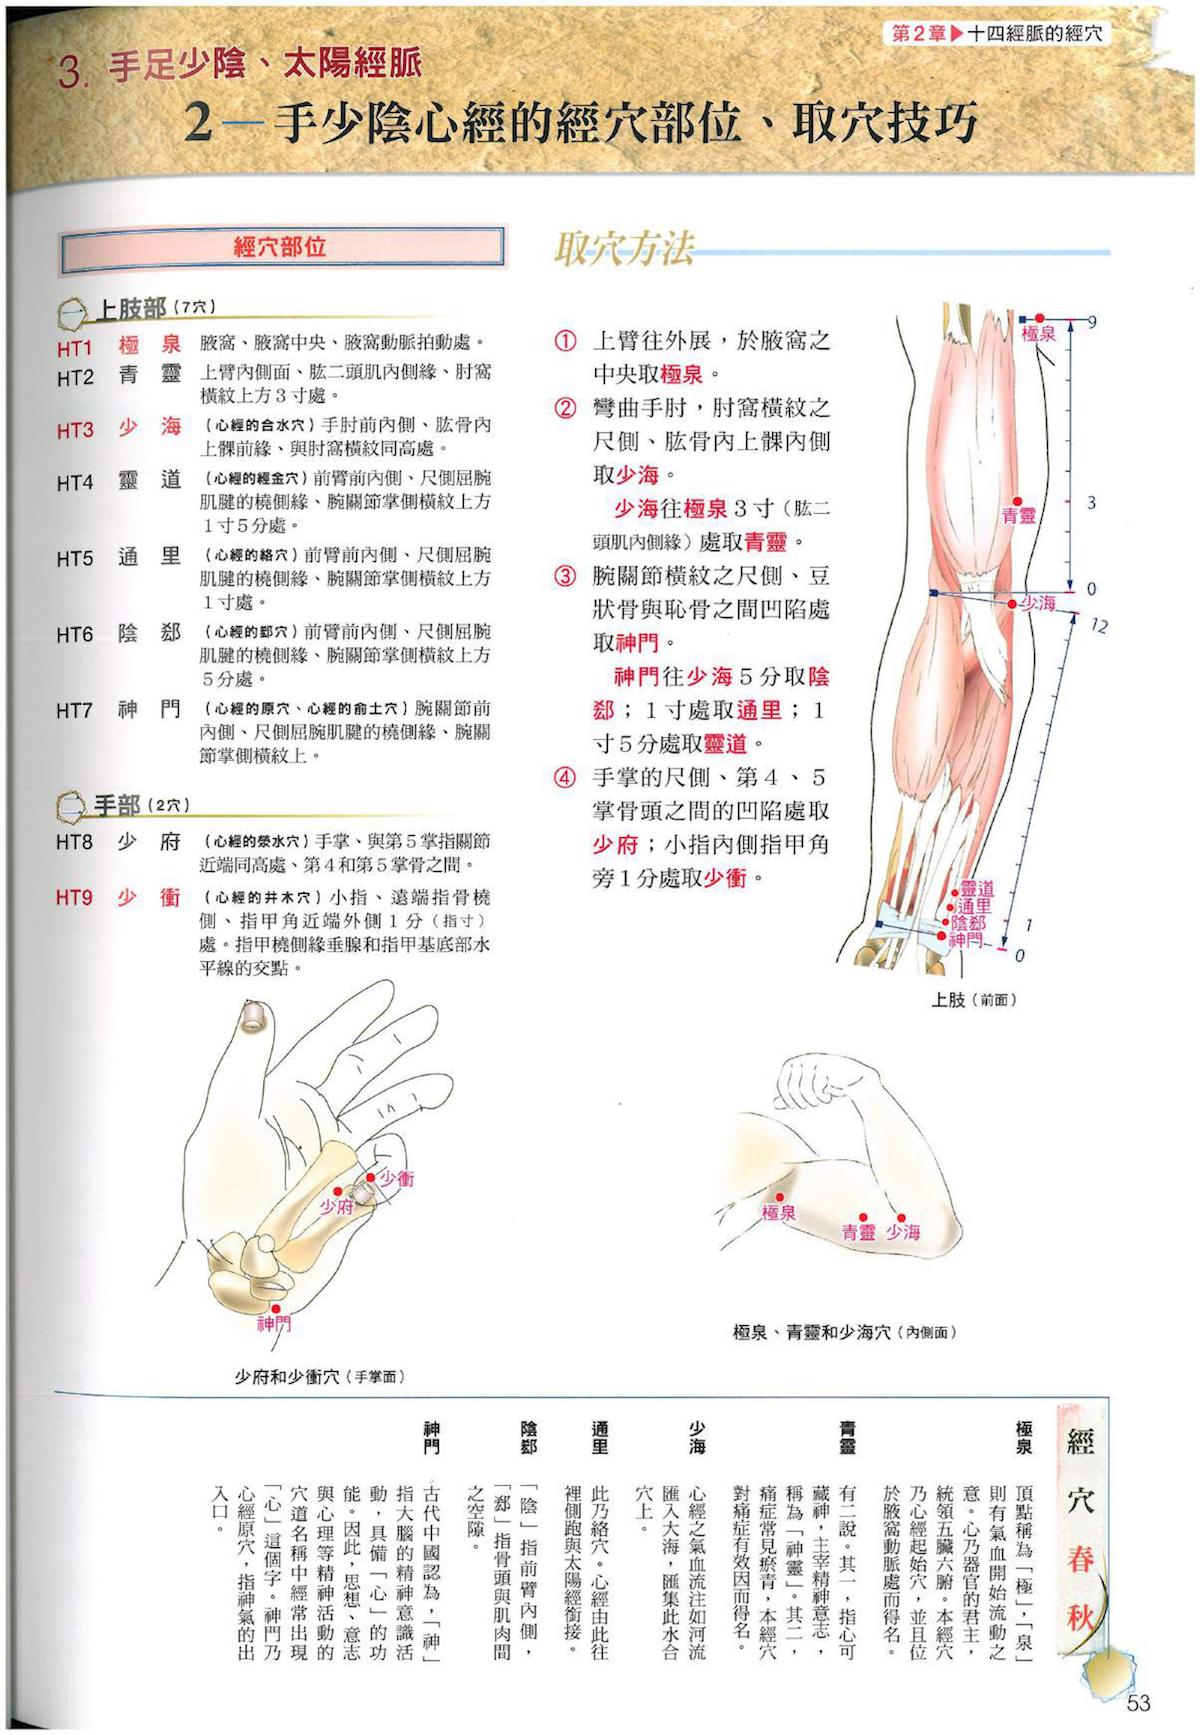 第2章▶十四經脈的經穴
3. 手足少陰、太陽經脈
2—手少陰心經的經穴部位、取穴技巧
經穴部位
上肢部(7穴)
HT1 極泉 腋窩、腋窩中央、腋窩動脈拍動處。
HT2 青靈 上臂內側面、肱二頭肌內側緣、肘窩
橫紋上方3寸處。
HT3 少海 (心經的合水穴)手肘前內側、肱骨內
上髁前緣、與肘窩橫紋同高處。
HT4 靈道 (心經的經金穴)前臂前內側、尺側屈腕
肌腱的橈側緣、腕關節掌側橫紋上方
1寸5分處。
HT5 通里 (心經的絡穴)前臂前內側、尺側屈腕
肌腱的橈側緣、腕關節掌側橫紋上方
1寸處。
HT6 陰郄 (心經的郄穴)前臂前內側、尺側屈腕
肌腱的橈側緣、腕關節掌側橫紋上方
5分處。
HT7 神門 (心經的原穴、心經的俞土穴)腕關節前
內側、尺側屈腕肌腱的橈側緣、腕關
節掌側橫紋上。
手部(2穴)
HT8 少府 (心經的滎水穴)手掌、與第5掌指關節
近端同高處、第4和第5掌骨之間。
HT9 少衝 (心經的井木穴)小指、遠端指骨橈
側、指甲角近端外側1分(指寸)
處。指甲橈側緣垂腺和指甲基底部水
平線的交點。
少衝
少府
神門
少府和少衝穴(手掌面)
取穴方法
① 上臂往外展，於腋窩之
中央取極泉。
② 彎曲手肘，肘窩橫紋之
尺側、肱骨內上髁內側
取少海。
少海往極泉3寸(肱二
頭肌內側緣)處取青靈。
③ 腕關節橫紋之尺側、豆
狀骨與恥骨之間凹陷處
取神門。
神門往少海5分取陰
郄；1寸處取通里；1
寸5分處取靈道。
④ 手掌的尺側、第4、5
掌骨頭之間的凹陷處取
少府；小指內側指甲角
旁1分處取少衝。
極泉
9
青靈
3
0
少海
12
靈道
通里
陰郄
神門
1
0
上肢(前面)
極泉
青靈 少海
極泉、青靈和少海穴(內側面)
經穴春秋
極泉
頂點稱為「極」，「泉」
則有氣血開始流動之
意。心乃器官的君主，
統領五臟六腑。本經穴
乃心經起始穴，並且位
於腋窩動脈處而得名。
青靈
有二說。其一，指心可
藏神，主宰精神意志，
稱為「神靈」。其二，
痛症常見瘀青，本經穴
對痛症有效因而得名。
少海
心經之氣血流注如河流
匯入大海，匯集此水合
穴上。
通里
此乃絡穴。心經由此往
裡側跑與太陽經銜接。
陰郄
「陰」指前臂內側，
「郄」指骨頭與肌肉間
之空隙。
神門
古代中國認為，「神」
指大腦的精神意識活
動，具備「心」的功
能。因此，思想、意志
與心理等精神活動的
穴道名稱中經常出現
「心」這個字。神門乃
心經原穴，指神氣的出
入口。
53